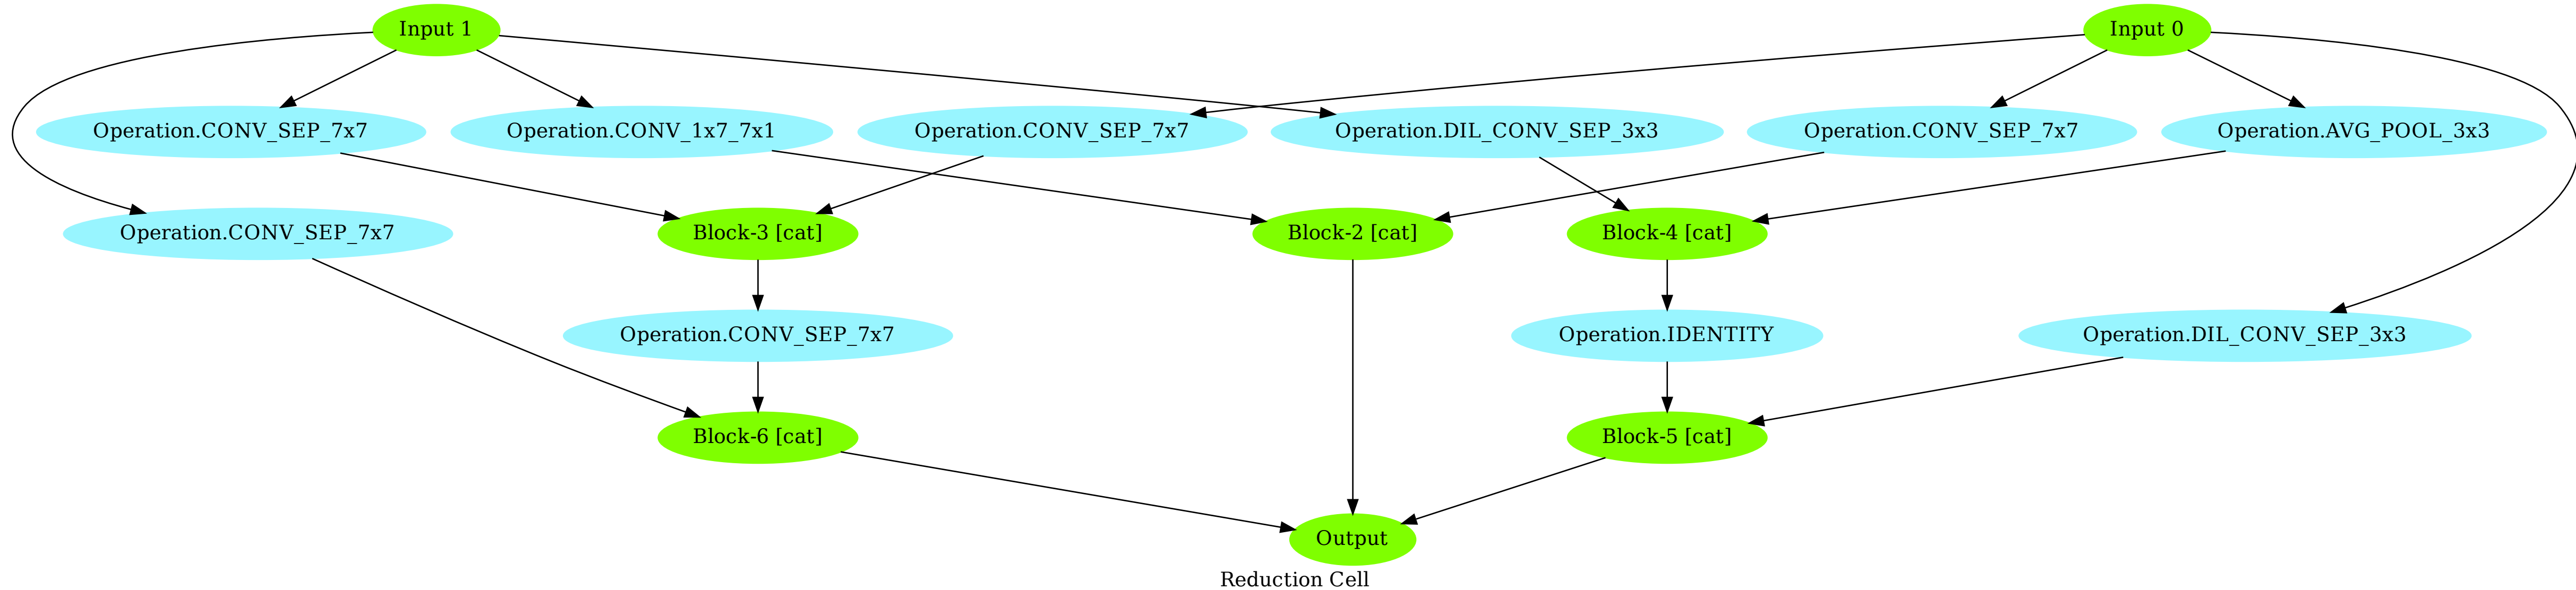 Input 1
Input 0
Operation.CONV_SEP_7x7
Operation.CONV_1x7_7x1
Operation.CONV_SEP_7x7
Operation.DIL_CONV_SEP_3x3
Operation.CONV_SEP_7x7
Operation.AVG_POOL_3x3
Operation.CONV_SEP_7x7
Block-3 [cat]
Block-2 [cat]
Block-4 [cat]
Operation.CONV_SEP_7x7
Operation.IDENTITY
Operation.DIL_CONV_SEP_3x3
Block-6 [cat]
Block-5 [cat]
Output
Reduction Cell